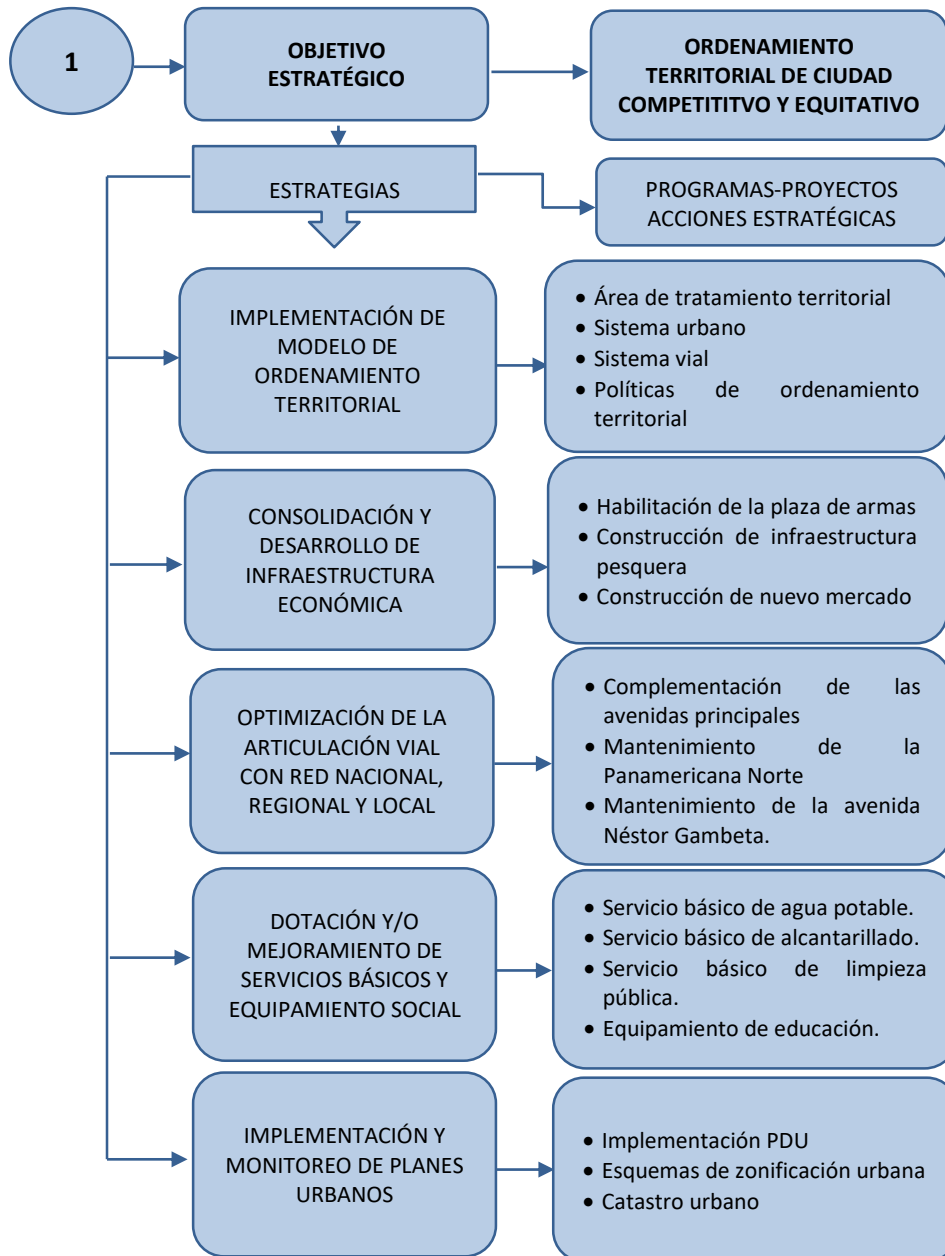 1
OBJETIVO
ESTRATÉGICO
ORDENAMIENTO
TERRITORIAL DE CIUDAD
COMPETITITVO Y EQUITATIVO
ESTRATEGIAS
PROGRAMAS-PROYECTOS
ACCIONES ESTRATÉGICAS
IMPLEMENTACIÓN DE
MODELO DE
ORDENAMIENTO
TERRITORIAL
• Área de tratamiento territorial
• Sistema urbano
• Sistema vial
• Políticas de ordenamiento
territorial
CONSOLIDACIÓN Y
DESARROLLO DE
INFRAESTRUCTURA
ECONÓMICA
• Habilitación de la plaza de armas
• Construcción de infraestructura
pesquera
• Construcción de nuevo mercado
OPTIMIZACIÓN DE LA
ARTICULACIÓN VIAL
CON RED NACIONAL,
REGIONAL Y LOCAL
• Complementación de las
avenidas principales
• Mantenimiento de la
Panamericana Norte
• Mantenimiento de la avenida
Néstor Gambeta.
DOTACIÓN Y/O
MEJORAMIENTO DE
SERVICIOS BÁSICOS Y
EQUIPAMIENTO SOCIAL
• Servicio básico de agua potable.
• Servicio básico de alcantarillado.
• Servicio básico de limpieza
pública.
• Equipamiento de educación.
IMPLEMENTACIÓN Y
MONITOREO DE PLANES
URBANOS
• Implementación PDU
• Esquemas de zonificación urbana
• Catastro urbano